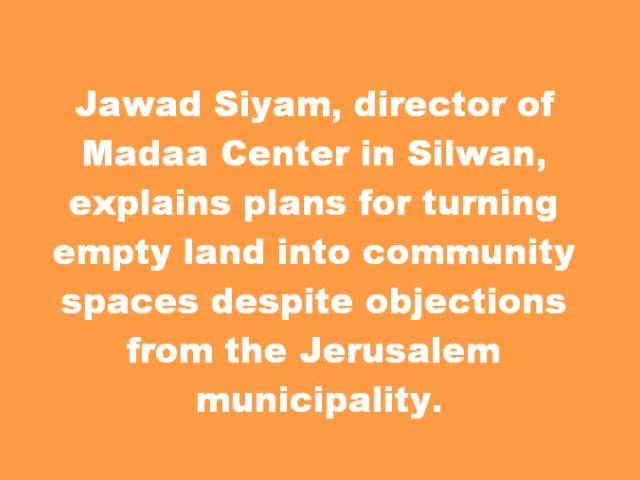 Jawad Siyam, director of
Madaa Center in Silwan,
explains plans for turning
empty land into community
spaces despite objections
from the Jerusalem
municipality.